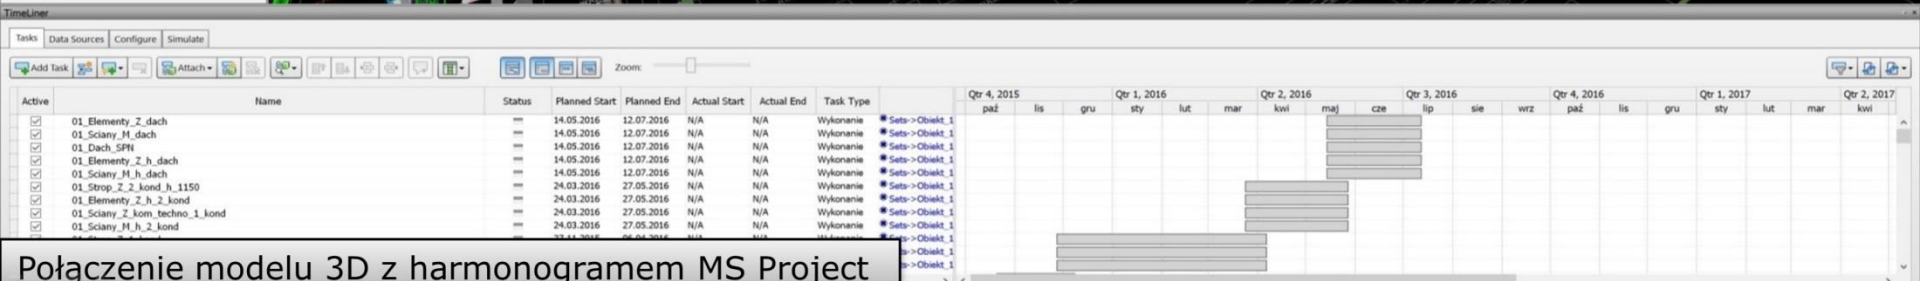 TimeLiner
Tasks Data Sources Configure Simulate
Add Task Attach Zoom:
Active Name Status Planned Start Planned End Actual Start Actual End Task Type Qtr 4, 2015 Qtr 1, 2016 Qtr 2, 2016 Qtr 3, 2016 Qtr 4, 2016 Qtr 1, 2017 Qtr 2, 2017
paź lis gru sty lut mar kwi maj cze lip sie wrz paź lis gru sty lut mar kwi
01_Elementy_Z_dach 14.05.2016 12.07.2016 N/A N/A Wykonanie Sets->Obiekt_1
01_Sciany_M_dach 14.05.2016 12.07.2016 N/A N/A Wykonanie Sets->Obiekt_1
01_Dach_SPN 14.05.2016 12.07.2016 N/A N/A Wykonanie Sets->Obiekt_1
01_Elementy_Z_h_dach 14.05.2016 12.07.2016 N/A N/A Wykonanie Sets->Obiekt_1
01_Sciany_M_h_dach 14.05.2016 12.07.2016 N/A N/A Wykonanie Sets->Obiekt_1
01_Strop_Z_2_kond_h_1150 24.03.2016 27.05.2016 N/A N/A Wykonanie Sets->Obiekt_1
01_Elementy_Z_h_2_kond 24.03.2016 27.05.2016 N/A N/A Wykonanie Sets->Obiekt_1
01_Sciany_Z_kom_techno_1_kond 24.03.2016 27.05.2016 N/A N/A Wykonanie Sets->Obiekt_1
01_Sciany_M_h_2_kond 24.03.2016 27.05.2016 N/A N/A Wykonanie Sets->Obiekt_1
Połączenie modelu 3D z harmonogramem MS Project